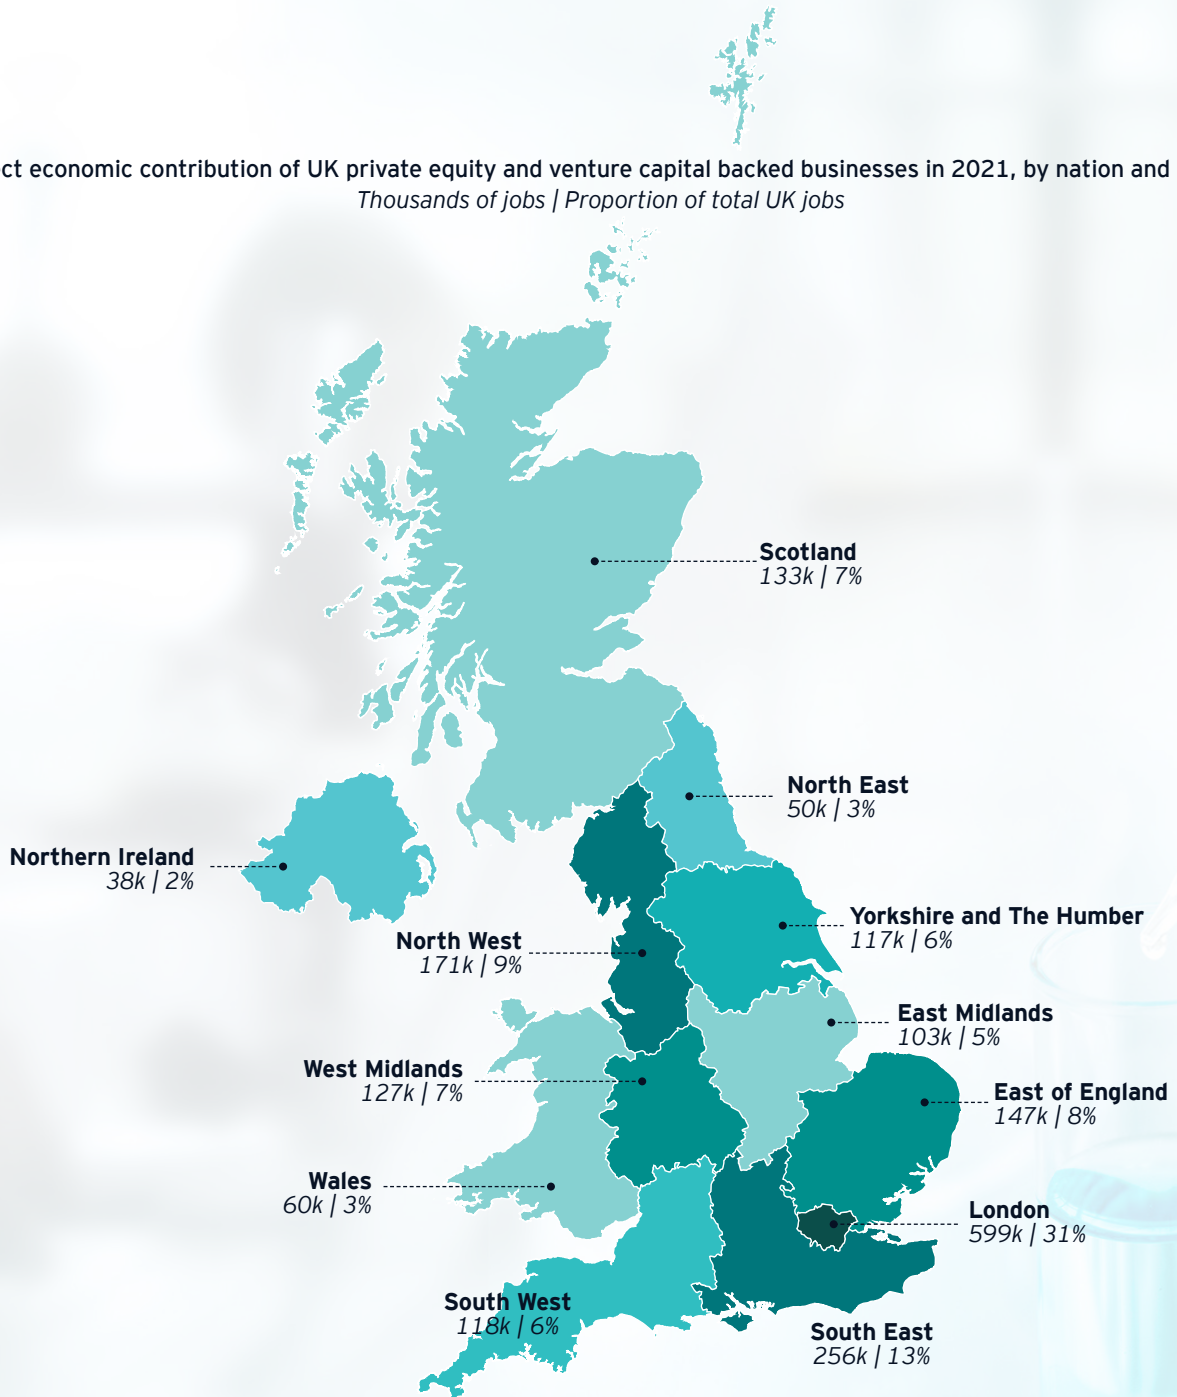 economic contribution of UK private equity and venture capital backed businesses in 2021, by nation and
Thousands of jobs | Proportion of total UK jobs
Scotland
133k | 7%
North East
50k | 3%
Northern Ireland
38k | 2%
Yorkshire and The Humber
117k | 6%
North West
171k | 9%
East Midlands
103k | 5%
West Midlands
127k | 7%
East of England
147k | 8%
Wales
60k | 3%
London
599k | 31%
South West
118k | 6%
South East
256k | 13%